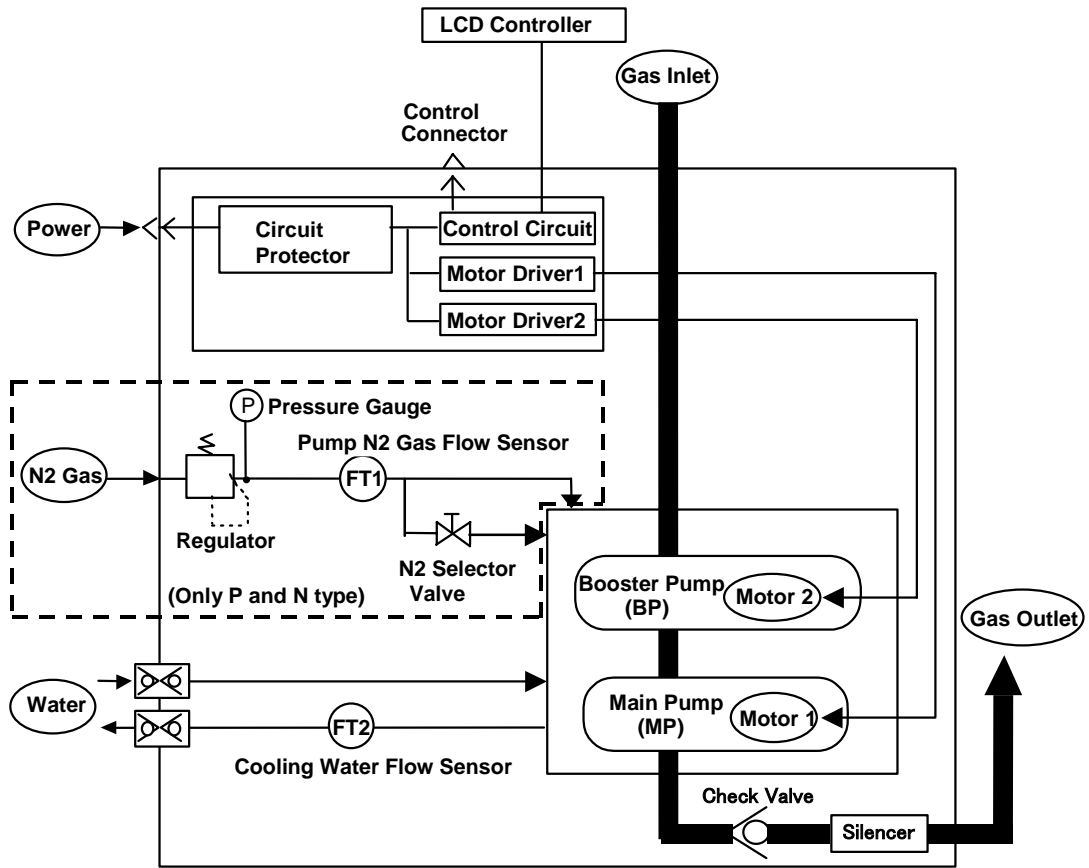 LCD Controller
Gas Inlet
Control
Connector
Power
Circuit
Protector
Control Circuit
Motor Driver1
Motor Driver2
P
Pressure Gauge
Pump N2 Gas Flow Sensor
N2 Gas
FT1
Regulator
N2 Selector
Valve
(Only P and N type)
Booster Pump
(BP)
Motor 2
Gas Outlet
Water
Main Pump
(MP)
Motor 1
FT2
Cooling Water Flow Sensor
Check Valve
Silencer